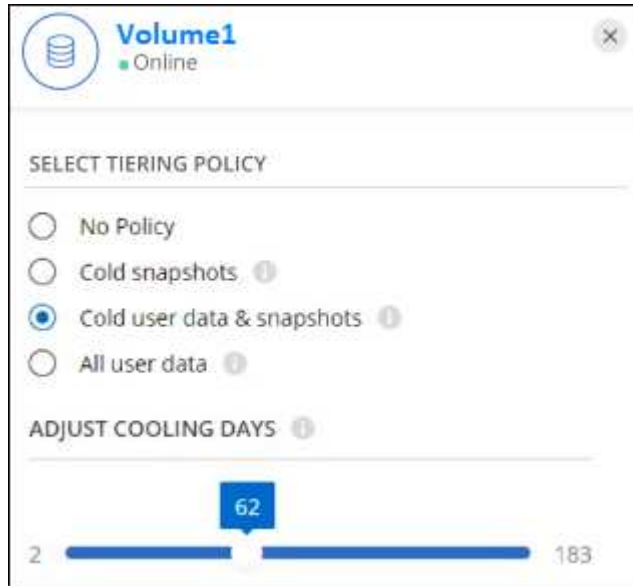 Volume1
Online
SELECT TIERING POLICY
No Policy
Cold snapshots
Cold user data & snapshots
All user data
ADJUST COOLING DAYS
62
2 183